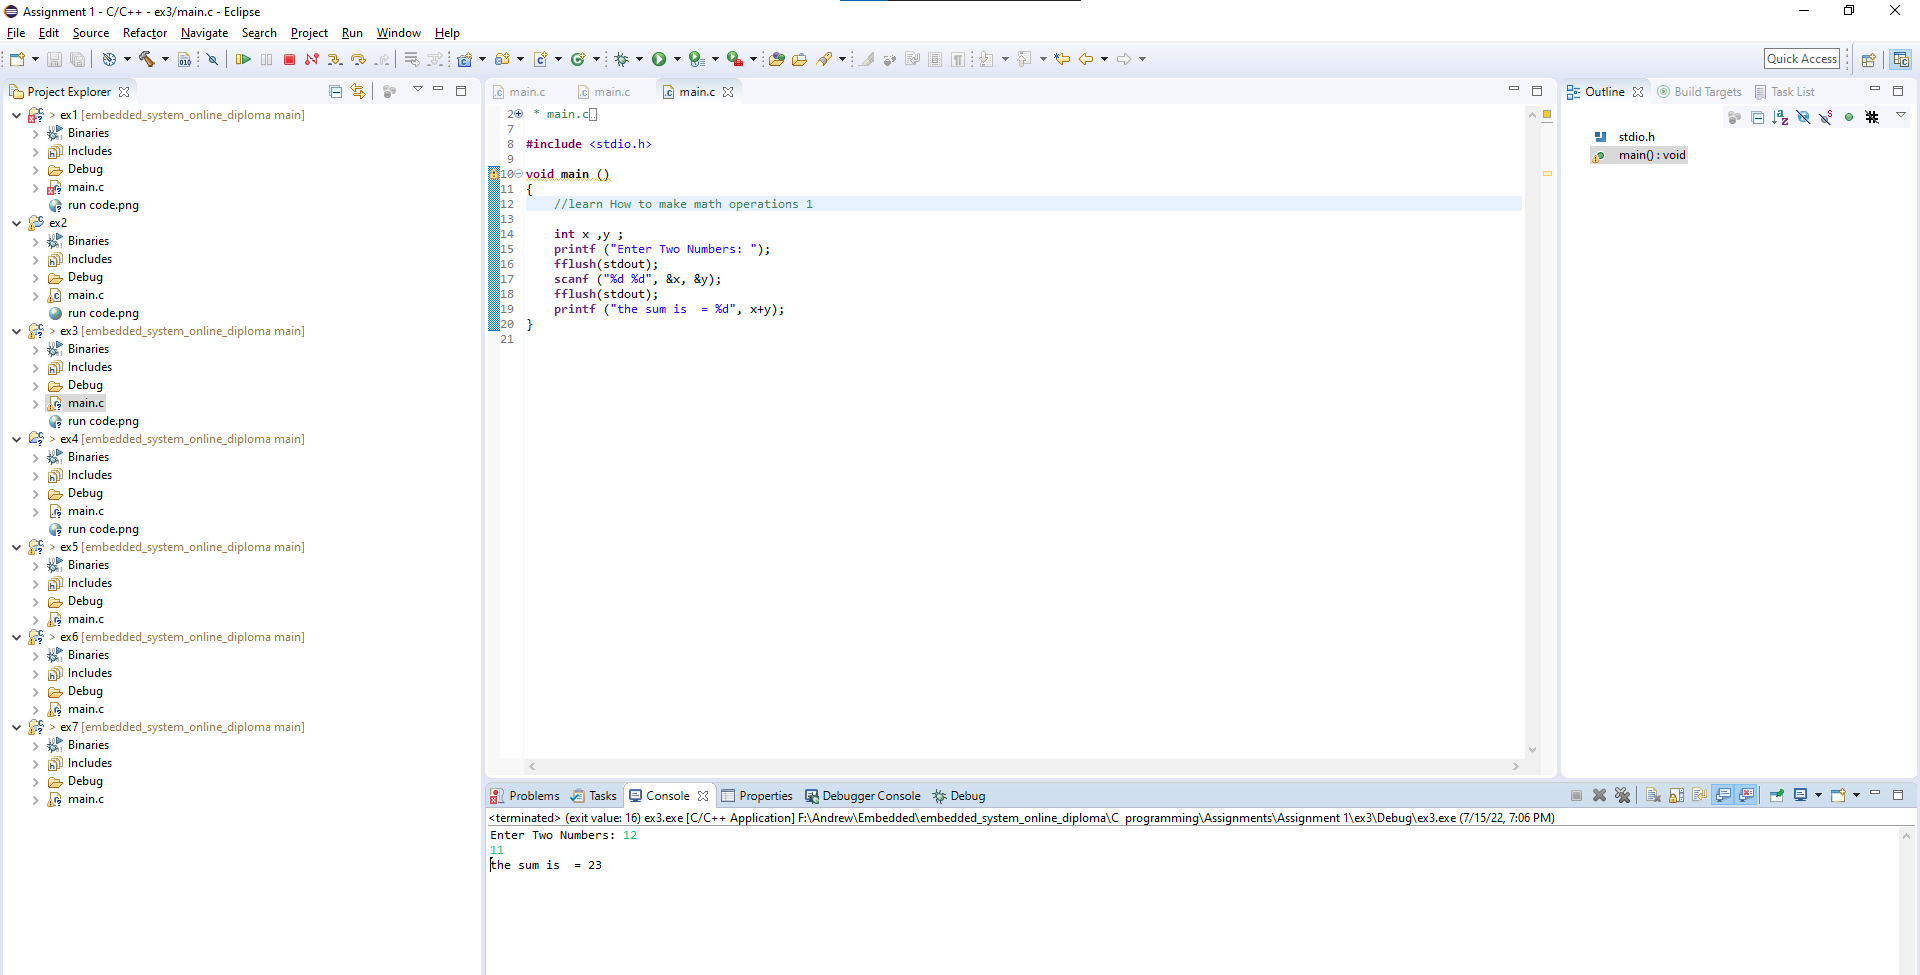 Assignment 1 - C/C++ - ex3/main.c - Eclipse
File Edit Source Refactor Navigate Search Project Run Window Help
Quick Access
Project Explorer
> ex1 [embedded_system_online_diploma main]
Binaries
Includes
Debug
main.c
run code.png
ex2
Binaries
Includes
Debug
main.c
run code.png
> ex3 [embedded_system_online_diploma main]
Binaries
Includes
Debug
main.c
run code.png
> ex4 [embedded_system_online_diploma main]
Binaries
Includes
Debug
main.c
run code.png
> ex5 [embedded_system_online_diploma main]
Binaries
Includes
Debug
main.c
> ex6 [embedded_system_online_diploma main]
Binaries
Includes
Debug
main.c
> ex7 [embedded_system_online_diploma main]
Binaries
Includes
Debug
main.c
main.c main.c main.c
2 * main.c
7
8 #include <stdio.h>
9
10 void main ()
11 {
12 //learn How to make math operations 1
13
14 int x ,y ;
15 printf ("Enter Two Numbers: ");
16 fflush(stdout);
17 scanf ("%d %d", &x, &y);
18 fflush(stdout);
19 printf ("the sum is  = %d", x+y);
20 }
21
Outline Build Targets Task List
stdio.h
main() : void
Problems Tasks Console Properties Debugger Console Debug
<terminated> (exit value: 16) ex3.exe [C/C++ Application] F:\Andrew\Embedded\embedded_system_online_diploma\C programming\Assignments\Assignment 1\ex3\Debug\ex3.exe (7/15/22, 7:06 PM)
Enter Two Numbers: 12
11
the sum is  = 23